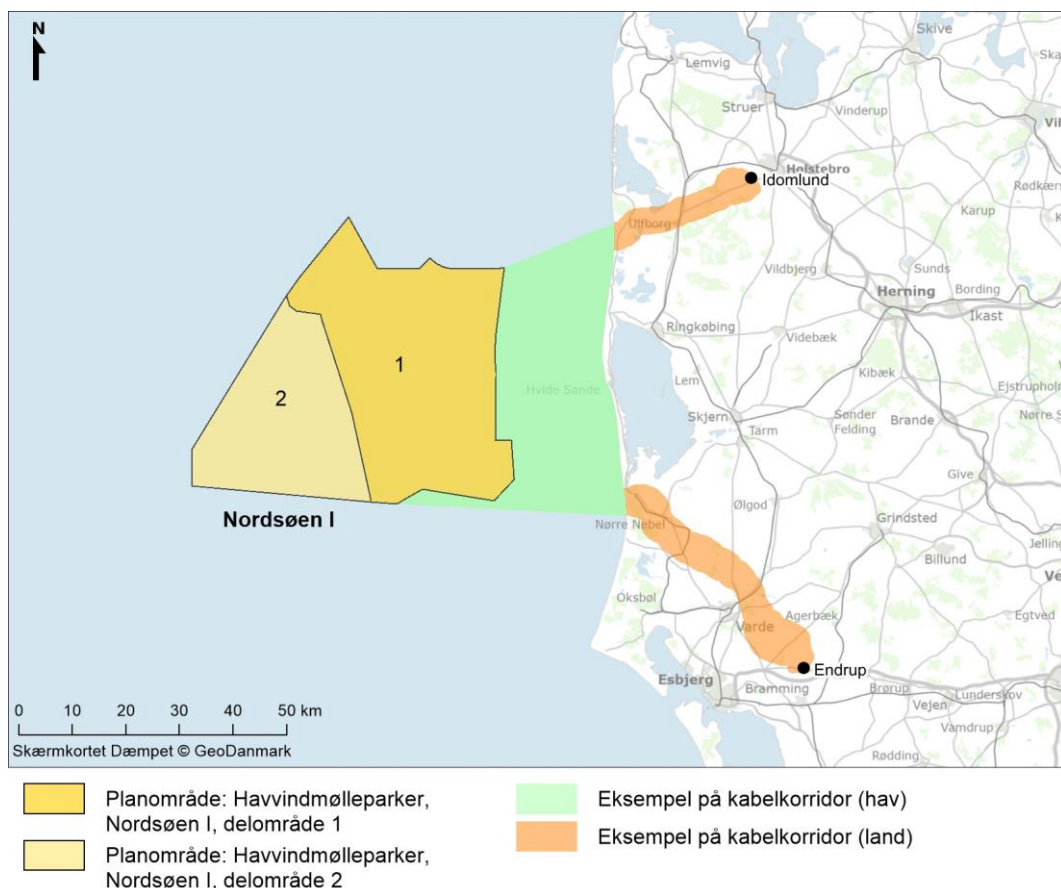 N
Skive
Lemvig
Struer
Vinderup
Holstebro
Idomlund
Ulfborg
Karup
Vildbjerg
Sunds
Herning
Bording
Ikast
Ringkøbing
Videbæk
1
2
Hvide Sande
Lem
Kibæk
Skjern
Sønder
Felding
Brande
Tarm
Give
Nordsøen I
Ølgod
Nørre Nebel
Grindsted
Billund
Oksbøl
Agerbæk
Varde
Egtved
Endrup
Esbjerg
Bramming
Brørup
Lunderskov
Vejen
Vamdrup
Rødding
0 10 20 30 40 50 km
Skærmkortet Dæmpet © GeoDanmark
Planområde: Havvindmølleparker,
Nordsøen I, delområde 1
Planområde: Havvindmølleparker,
Nordsøen I, delområde 2
Eksempel på kabelkorridor (hav)
Eksempel på kabelkorridor (land)